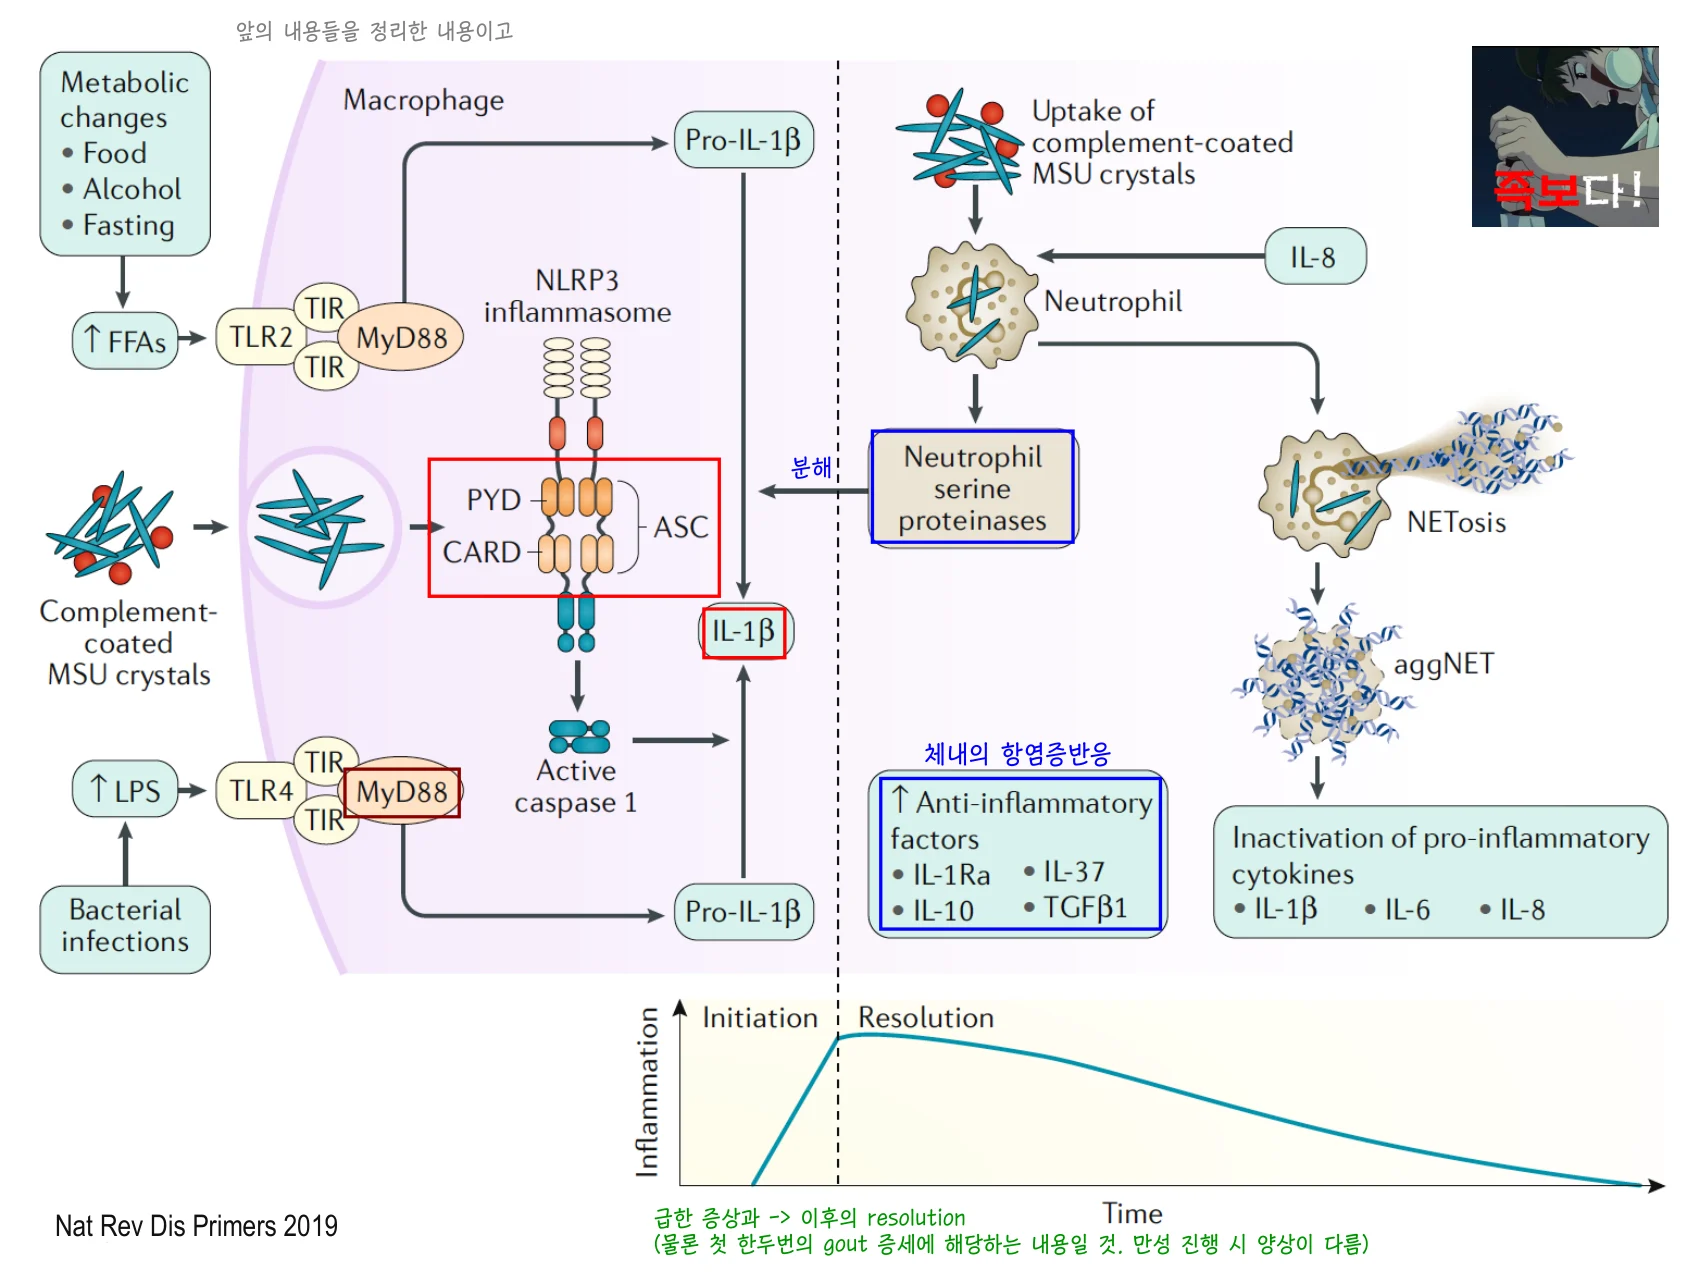 앞의 내용들을 정리한 내용이고
Metabolic
changes
• Food
• Alcohol
• Fasting
↑ FFAs
TLR2
TIR
TIR
MyD88
Macrophage
Pro-IL-1β
NLRP3
inflammasome
PYD
CARD
ASC
Complement-
coated
MSU crystals
IL-1β
Active
caspase 1
↑ LPS
TLR4
TIR
TIR
MyD88
Bacterial
infections
Pro-IL-1β
Uptake of
complement-coated
MSU crystals
족보다!
IL-8
Neutrophil
분해
Neutrophil
serine
proteinases
NETosis
aggNET
체내의 항염증반응
↑ Anti-inflammatory
factors
• IL-1Ra • IL-37
• IL-10 • TGFβ1
Inactivation of pro-inflammatory
cytokines
• IL-1β • IL-6 • IL-8
Inflammation
Initiation
Resolution
Time
Nat Rev Dis Primers 2019
급한 증상과 -> 이후의 resolution
(물론 첫 한두번의 gout 증세에 해당하는 내용일 것. 만성 진행 시 양상이 다름)